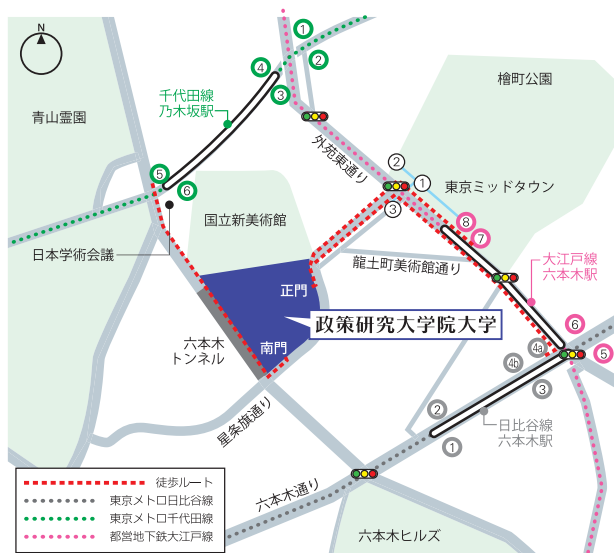 N
①
②
④
③
千代田線
乃木坂駅
青山霊園
檜町公園
外苑東通り
②
①
③
東京ミッドタウン
⑤
⑥
国立新美術館
⑧
⑦
日本学術会議
龍土町美術館通り
大江戸線
六本木駅
正門
政策研究大学院大学
六本木
トンネル
南門
⑥
⑤
4a
4b
③
②
①
日比谷線
六本木駅
星条旗通り
六本木通り
六本木ヒルズ
徒歩ルート
東京メトロ日比谷線
東京メトロ千代田線
都営地下鉄大江戸線